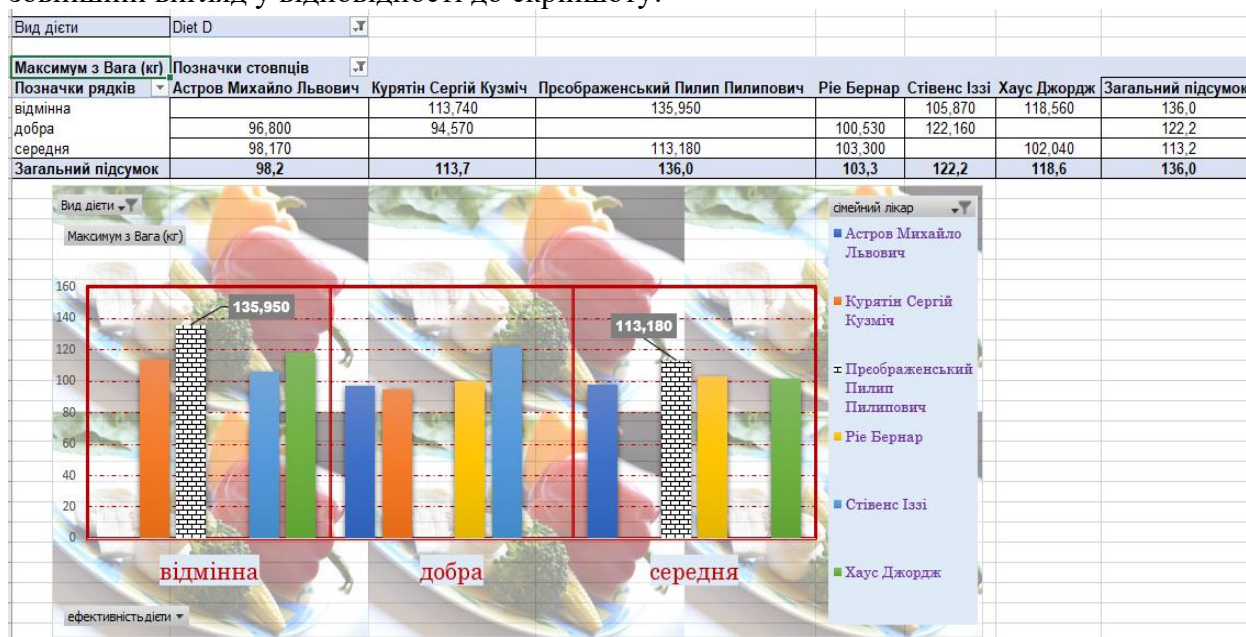 зовнішній вигляд у відповідності до скріншоту.
Вид дієти Diet D
Максимум з Вага (кг) Позначки стовпців
Позначки рядків Астров Михайло Львович Курятін Сергій Кузміч Преображенський Пилип Пилипович Ріе Бернар Стівенс Іззі Хаус Джордж Загальний підсумок
відмінна 113,740 135,950 105,870 118,560 136,0
добра 96,800 94,570 100,530 122,160 122,2
середня 98,170 113,180 103,300 102,040 113,2
Загальний підсумок 98,2 113,7 136,0 103,3 122,2 118,6 136,0
Вид дієти
Максимум з Вага (кг)
160
140
120
100
80
60
40
20
0
135,950
113,180
відмінна добра середня
ефективність дієти
сімейний лікар
Астров Михайло
Львович
Курятін Сергій
Кузміч
Преображенський
Пилип
Пилипович
Ріе Бернар
Стівенс Іззі
Хаус Джордж